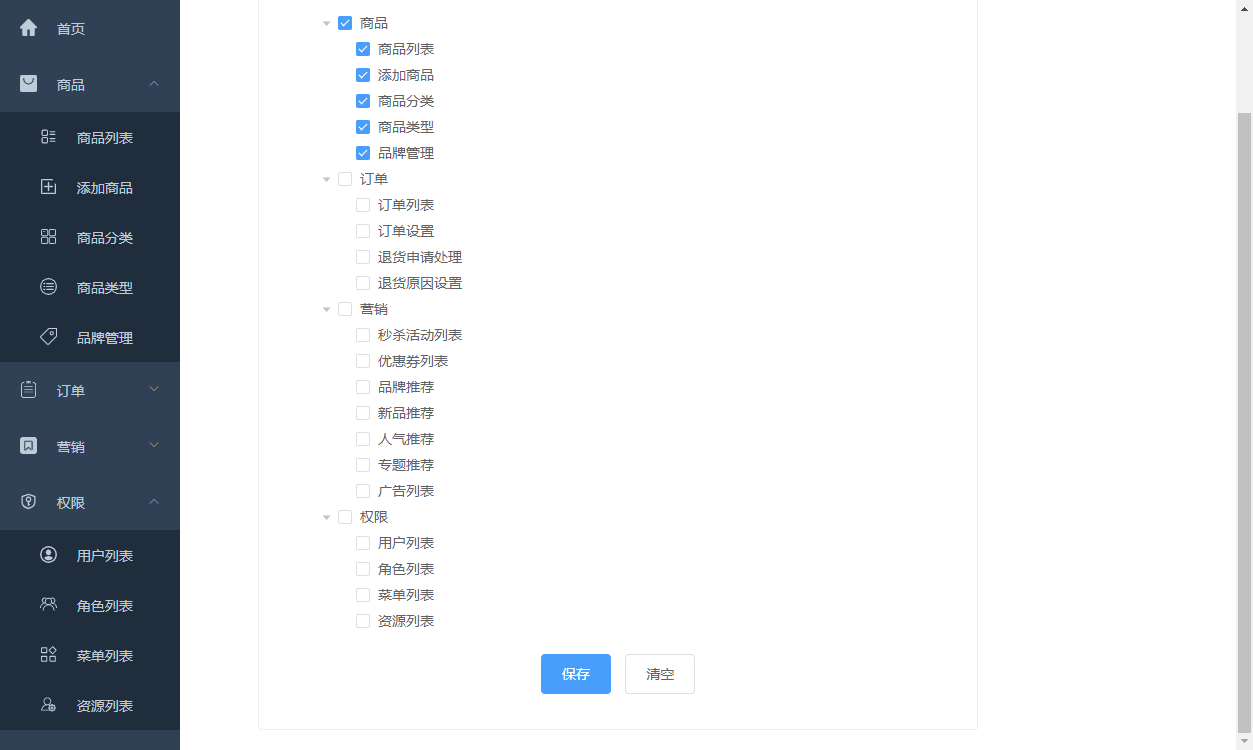 首页
商品
商品列表
添加商品
商品分类
商品类型
品牌管理
订单
营销
权限
用户列表
角色列表
菜单列表
资源列表
商品
商品列表
添加商品
商品分类
商品类型
品牌管理
订单
订单列表
订单设置
退货申请处理
退货原因设置
营销
秒杀活动列表
优惠券列表
品牌推荐
新品推荐
人气推荐
专题推荐
广告列表
权限
用户列表
角色列表
菜单列表
资源列表
保存 清空